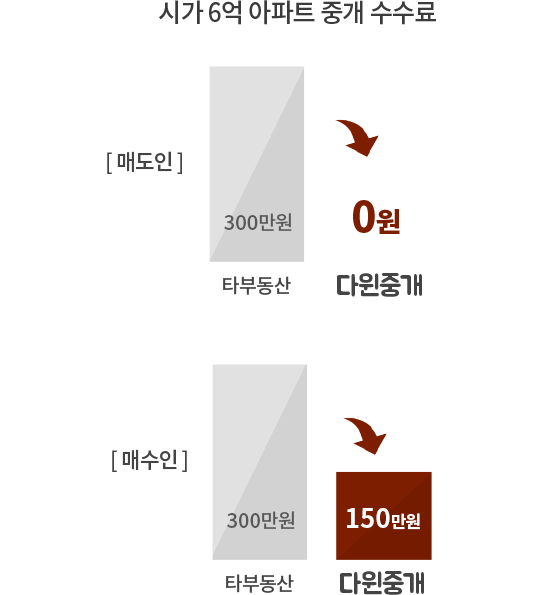 시가 6억 아파트 중개 수수료
[ 매도인 ]
300만원
0원
타부동산
다윈중개
[ 매수인 ]
300만원
150만원
타부동산
다윈중개